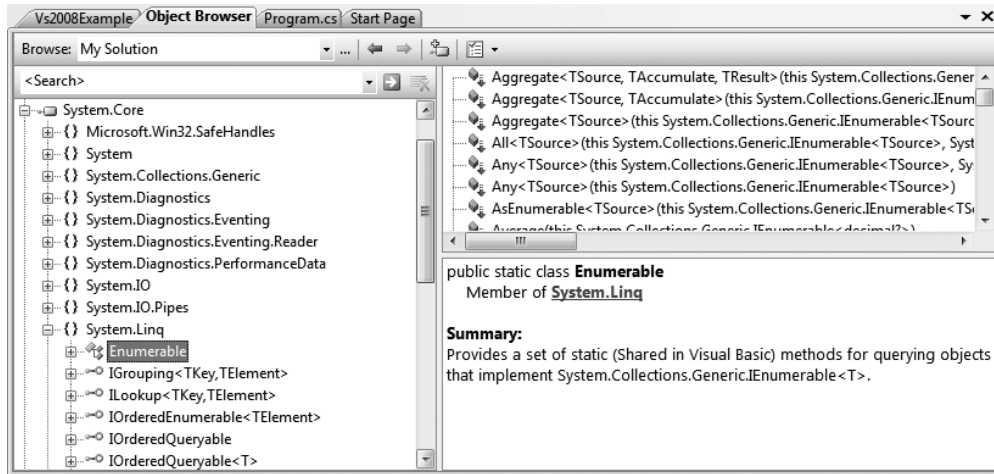 Vs2008Example Object Browser Program.cs Start Page
Browse: My Solution ...
<Search>
System.Core
{} Microsoft.Win32.SafeHandles
{} System
{} System.Collections.Generic
{} System.Diagnostics
{} System.Diagnostics.Eventing
{} System.Diagnostics.Eventing.Reader
{} System.Diagnostics.PerformanceData
{} System.IO
{} System.IO.Pipes
{} System.Linq
Enumerable
IGrouping<TKey,TElement>
ILookup<TKey,TElement>
IOrderedEnumerable<TElement>
IOrderedQueryable
IOrderedQueryable<T>
Aggregate<TSource, TAccumulate, TResult>(this System.Collections.Gener
Aggregate<TSource, TAccumulate>(this System.Collections.Generic.IEnum
Aggregate<TSource>(this System.Collections.Generic.IEnumerable<TSourc
All<TSource>(this System.Collections.Generic.IEnumerable<TSource>, Syst
Any<TSource>(this System.Collections.Generic.IEnumerable<TSource>, Sy
Any<TSource>(this System.Collections.Generic.IEnumerable<TSource>)
AsEnumerable<TSource>(this System.Collections.Generic.IEnumerable<TS
Average(this System.Collections.Generic.IEnumerable<decimal?>)
public static class Enumerable
Member of System.Linq
Summary:
Provides a set of static (Shared in Visual Basic) methods for querying objects
that implement System.Collections.Generic.IEnumerable<T>.